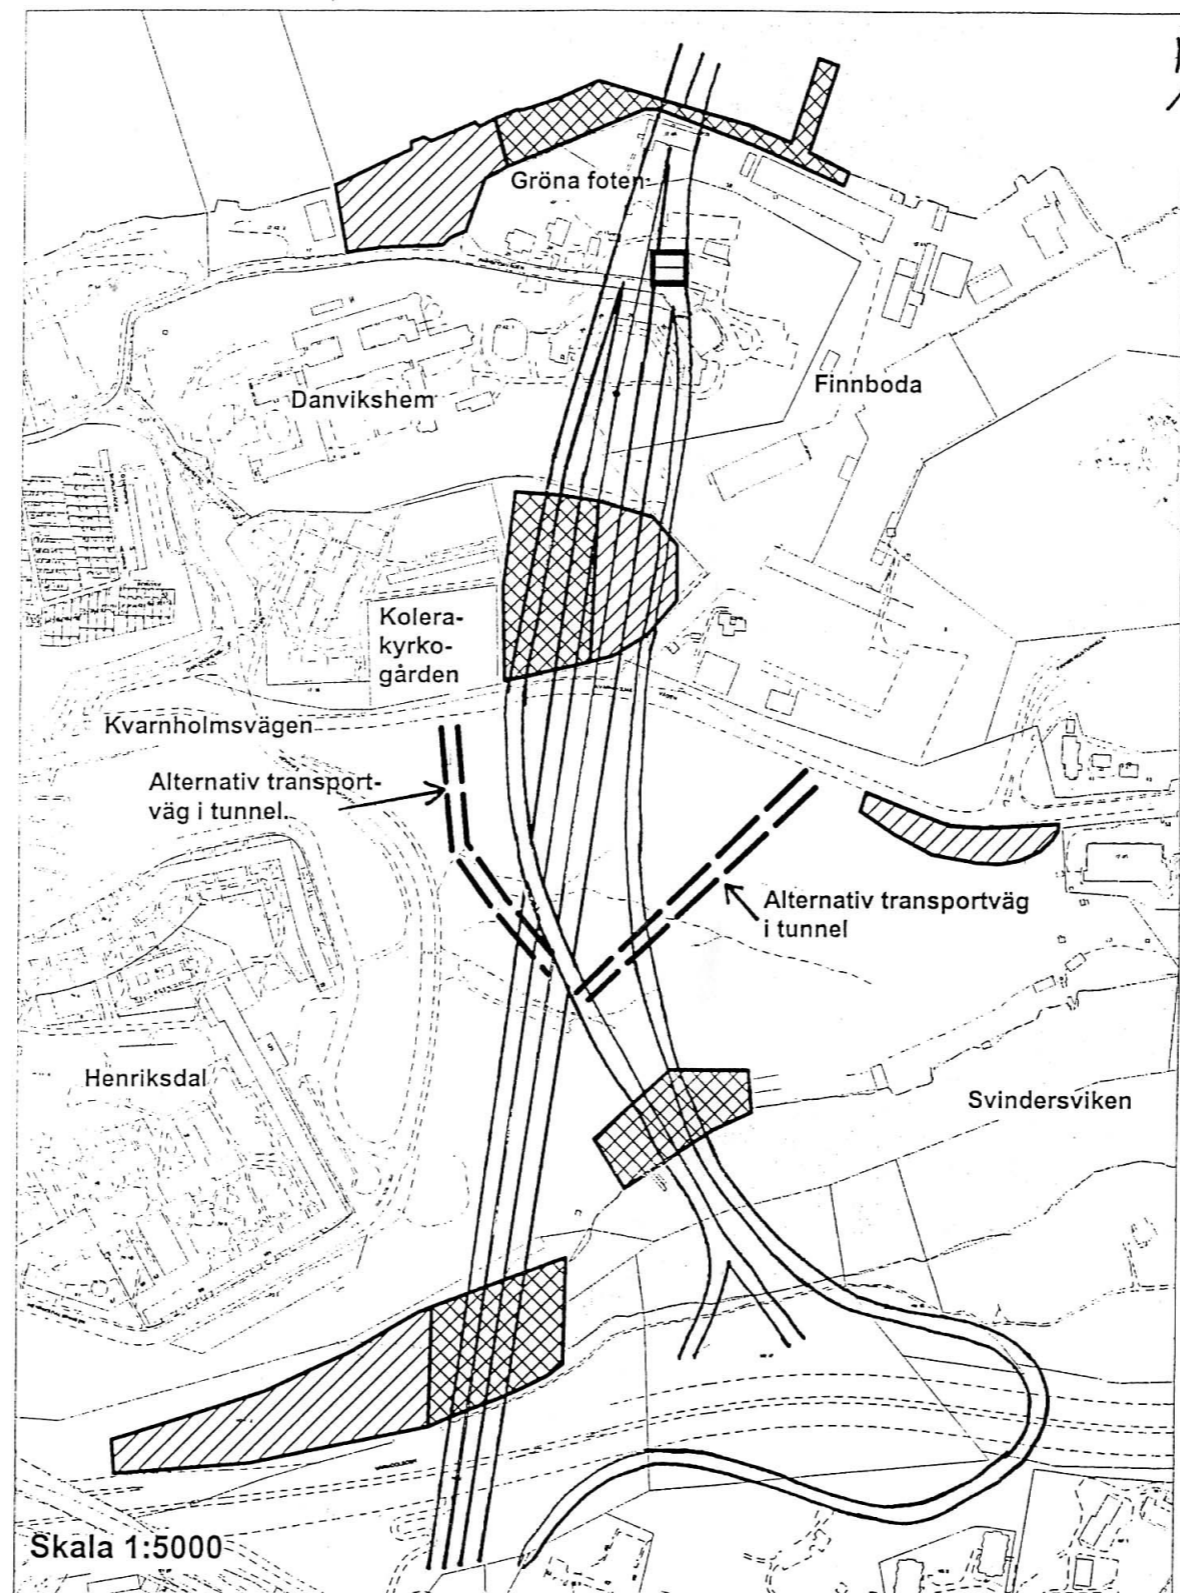 Gröna foten
Danvikshem
Finnboda
Kolera-
kyrko-
gården
Kvarnholmsvägen
Alternativ transport-
väg i tunnel.
Alternativ transportväg
i tunnel
Henriksdal
Svindersviken
Skala 1:5000